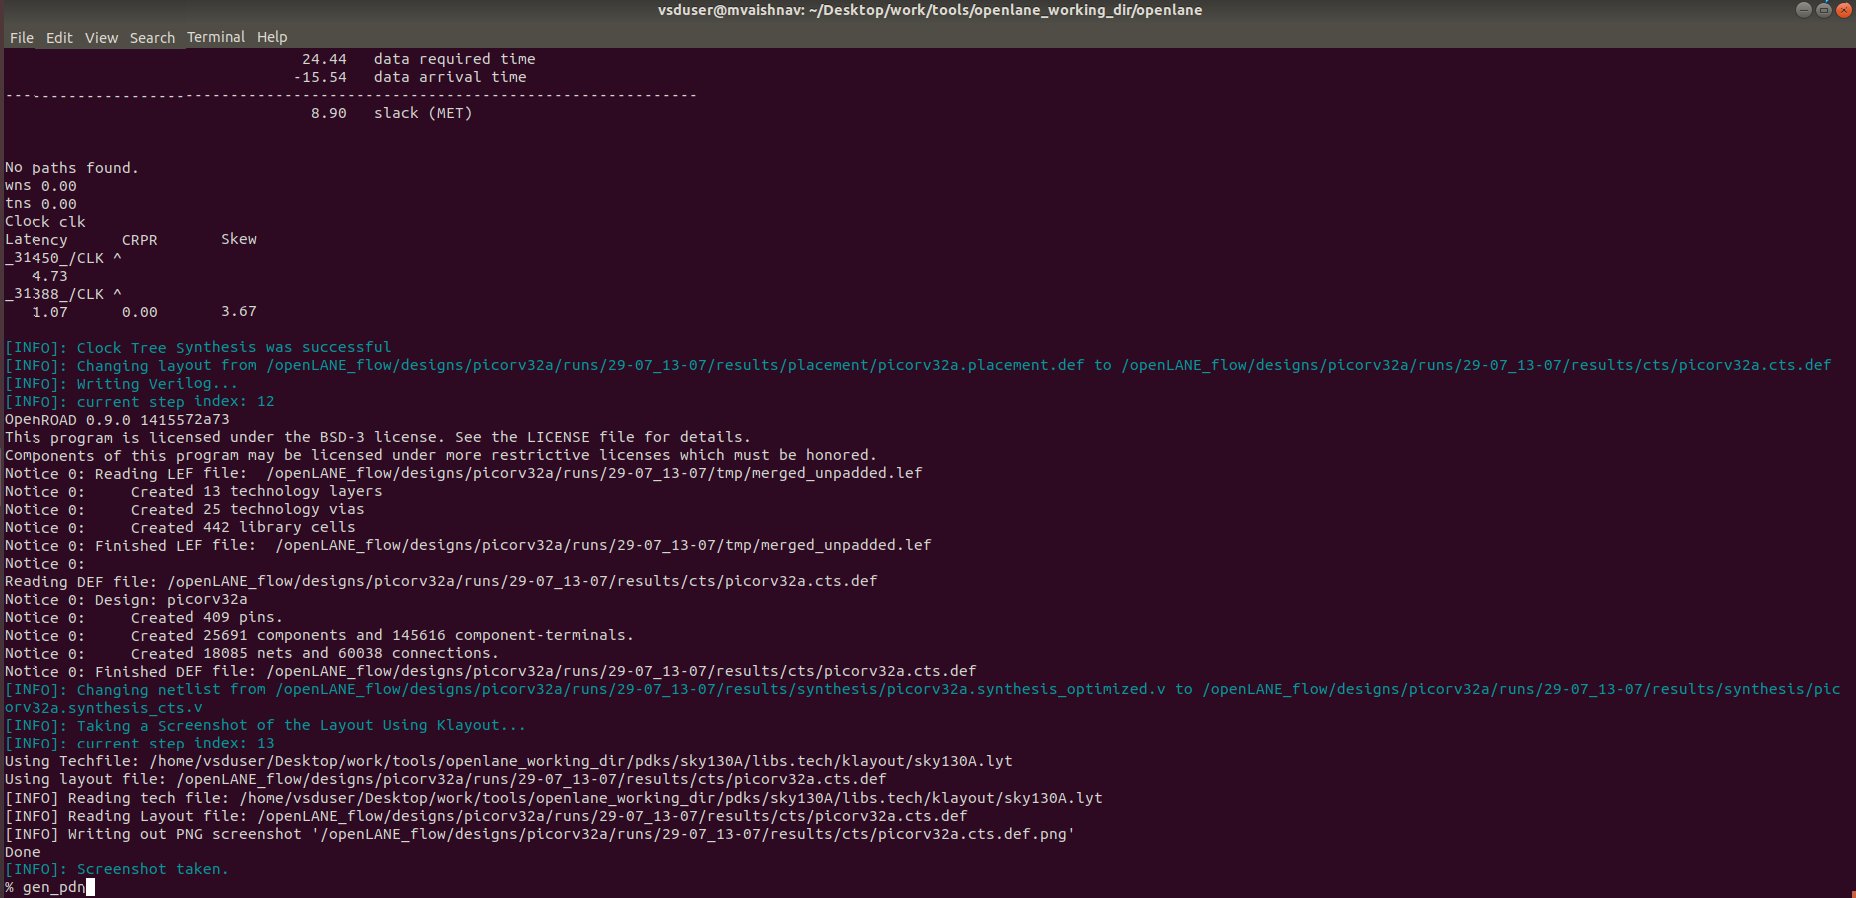 vsduser@mvaishnav: ~/Desktop/work/tools/openlane_working_dir/openlane
File Edit View Search Terminal Help
24.44 data required time
-15.54 data arrival time
-----------------------------------------------------------------------------
8.90 slack (MET)
No paths found.
wns 0.00
tns 0.00
Clock clk
Latency CRPR Skew
_31450_/CLK ^
4.73
_31388_/CLK ^
1.07 0.00 3.67
[INFO]: Clock Tree Synthesis was successful
[INFO]: Changing layout from /openLANE_flow/designs/picorv32a/runs/29-07_13-07/results/placement/picorv32a.placement.def to /openLANE_flow/designs/picorv32a/runs/29-07_13-07/results/cts/picorv32a.cts.def
[INFO]: Writing Verilog...
[INFO]: current step index: 12
OpenROAD 0.9.0 1415572a73
This program is licensed under the BSD-3 license. See the LICENSE file for details.
Components of this program may be licensed under more restrictive licenses which must be honored.
Notice 0: Reading LEF file: /openLANE_flow/designs/picorv32a/runs/29-07_13-07/tmp/merged_unpadded.lef
Notice 0: Created 13 technology layers
Notice 0: Created 25 technology vias
Notice 0: Created 442 library cells
Notice 0: Finished LEF file: /openLANE_flow/designs/picorv32a/runs/29-07_13-07/tmp/merged_unpadded.lef
Notice 0:
Reading DEF file: /openLANE_flow/designs/picorv32a/runs/29-07_13-07/results/cts/picorv32a.cts.def
Notice 0: Design: picorv32a
Notice 0: Created 409 pins.
Notice 0: Created 25691 components and 145616 component-terminals.
Notice 0: Created 18085 nets and 60038 connections.
Notice 0: Finished DEF file: /openLANE_flow/designs/picorv32a/runs/29-07_13-07/results/cts/picorv32a.cts.def
[INFO]: Changing netlist from /openLANE_flow/designs/picorv32a/runs/29-07_13-07/results/synthesis/picorv32a.synthesis_optimized.v to /openLANE_flow/designs/picorv32a/runs/29-07_13-07/results/synthesis/pic
orv32a.synthesis_cts.v
[INFO]: Taking a Screenshot of the Layout Using Klayout...
[INFO]: current step index: 13
Using Techfile: /home/vsduser/Desktop/work/tools/openlane_working_dir/pdks/sky130A/libs.tech/klayout/sky130A.lyt
Using layout file: /openLANE_flow/designs/picorv32a/runs/29-07_13-07/results/cts/picorv32a.cts.def
[INFO] Reading tech file: /home/vsduser/Desktop/work/tools/openlane_working_dir/pdks/sky130A/libs.tech/klayout/sky130A.lyt
[INFO] Reading Layout file: /openLANE_flow/designs/picorv32a/runs/29-07_13-07/results/cts/picorv32a.cts.def
[INFO] Writing out PNG screenshot '/openLANE_flow/designs/picorv32a/runs/29-07_13-07/results/cts/picorv32a.cts.def.png'
Done
[INFO]: Screenshot taken.
% gen_pdn